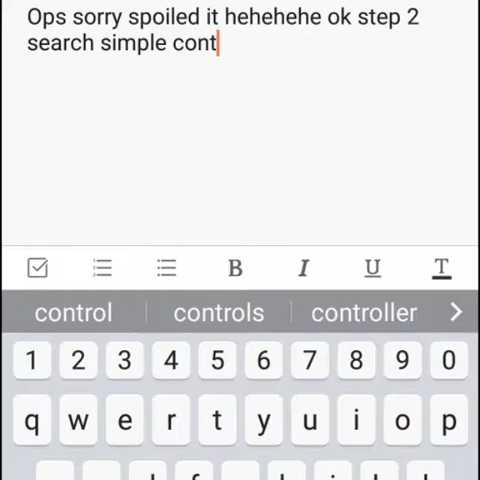 Ops sorry spoiled it hehehehe ok step 2
search simple cont
B I U T
control controls controller
1 2 3 4 5 6 7 8 9 0
q w e r t y u i o p